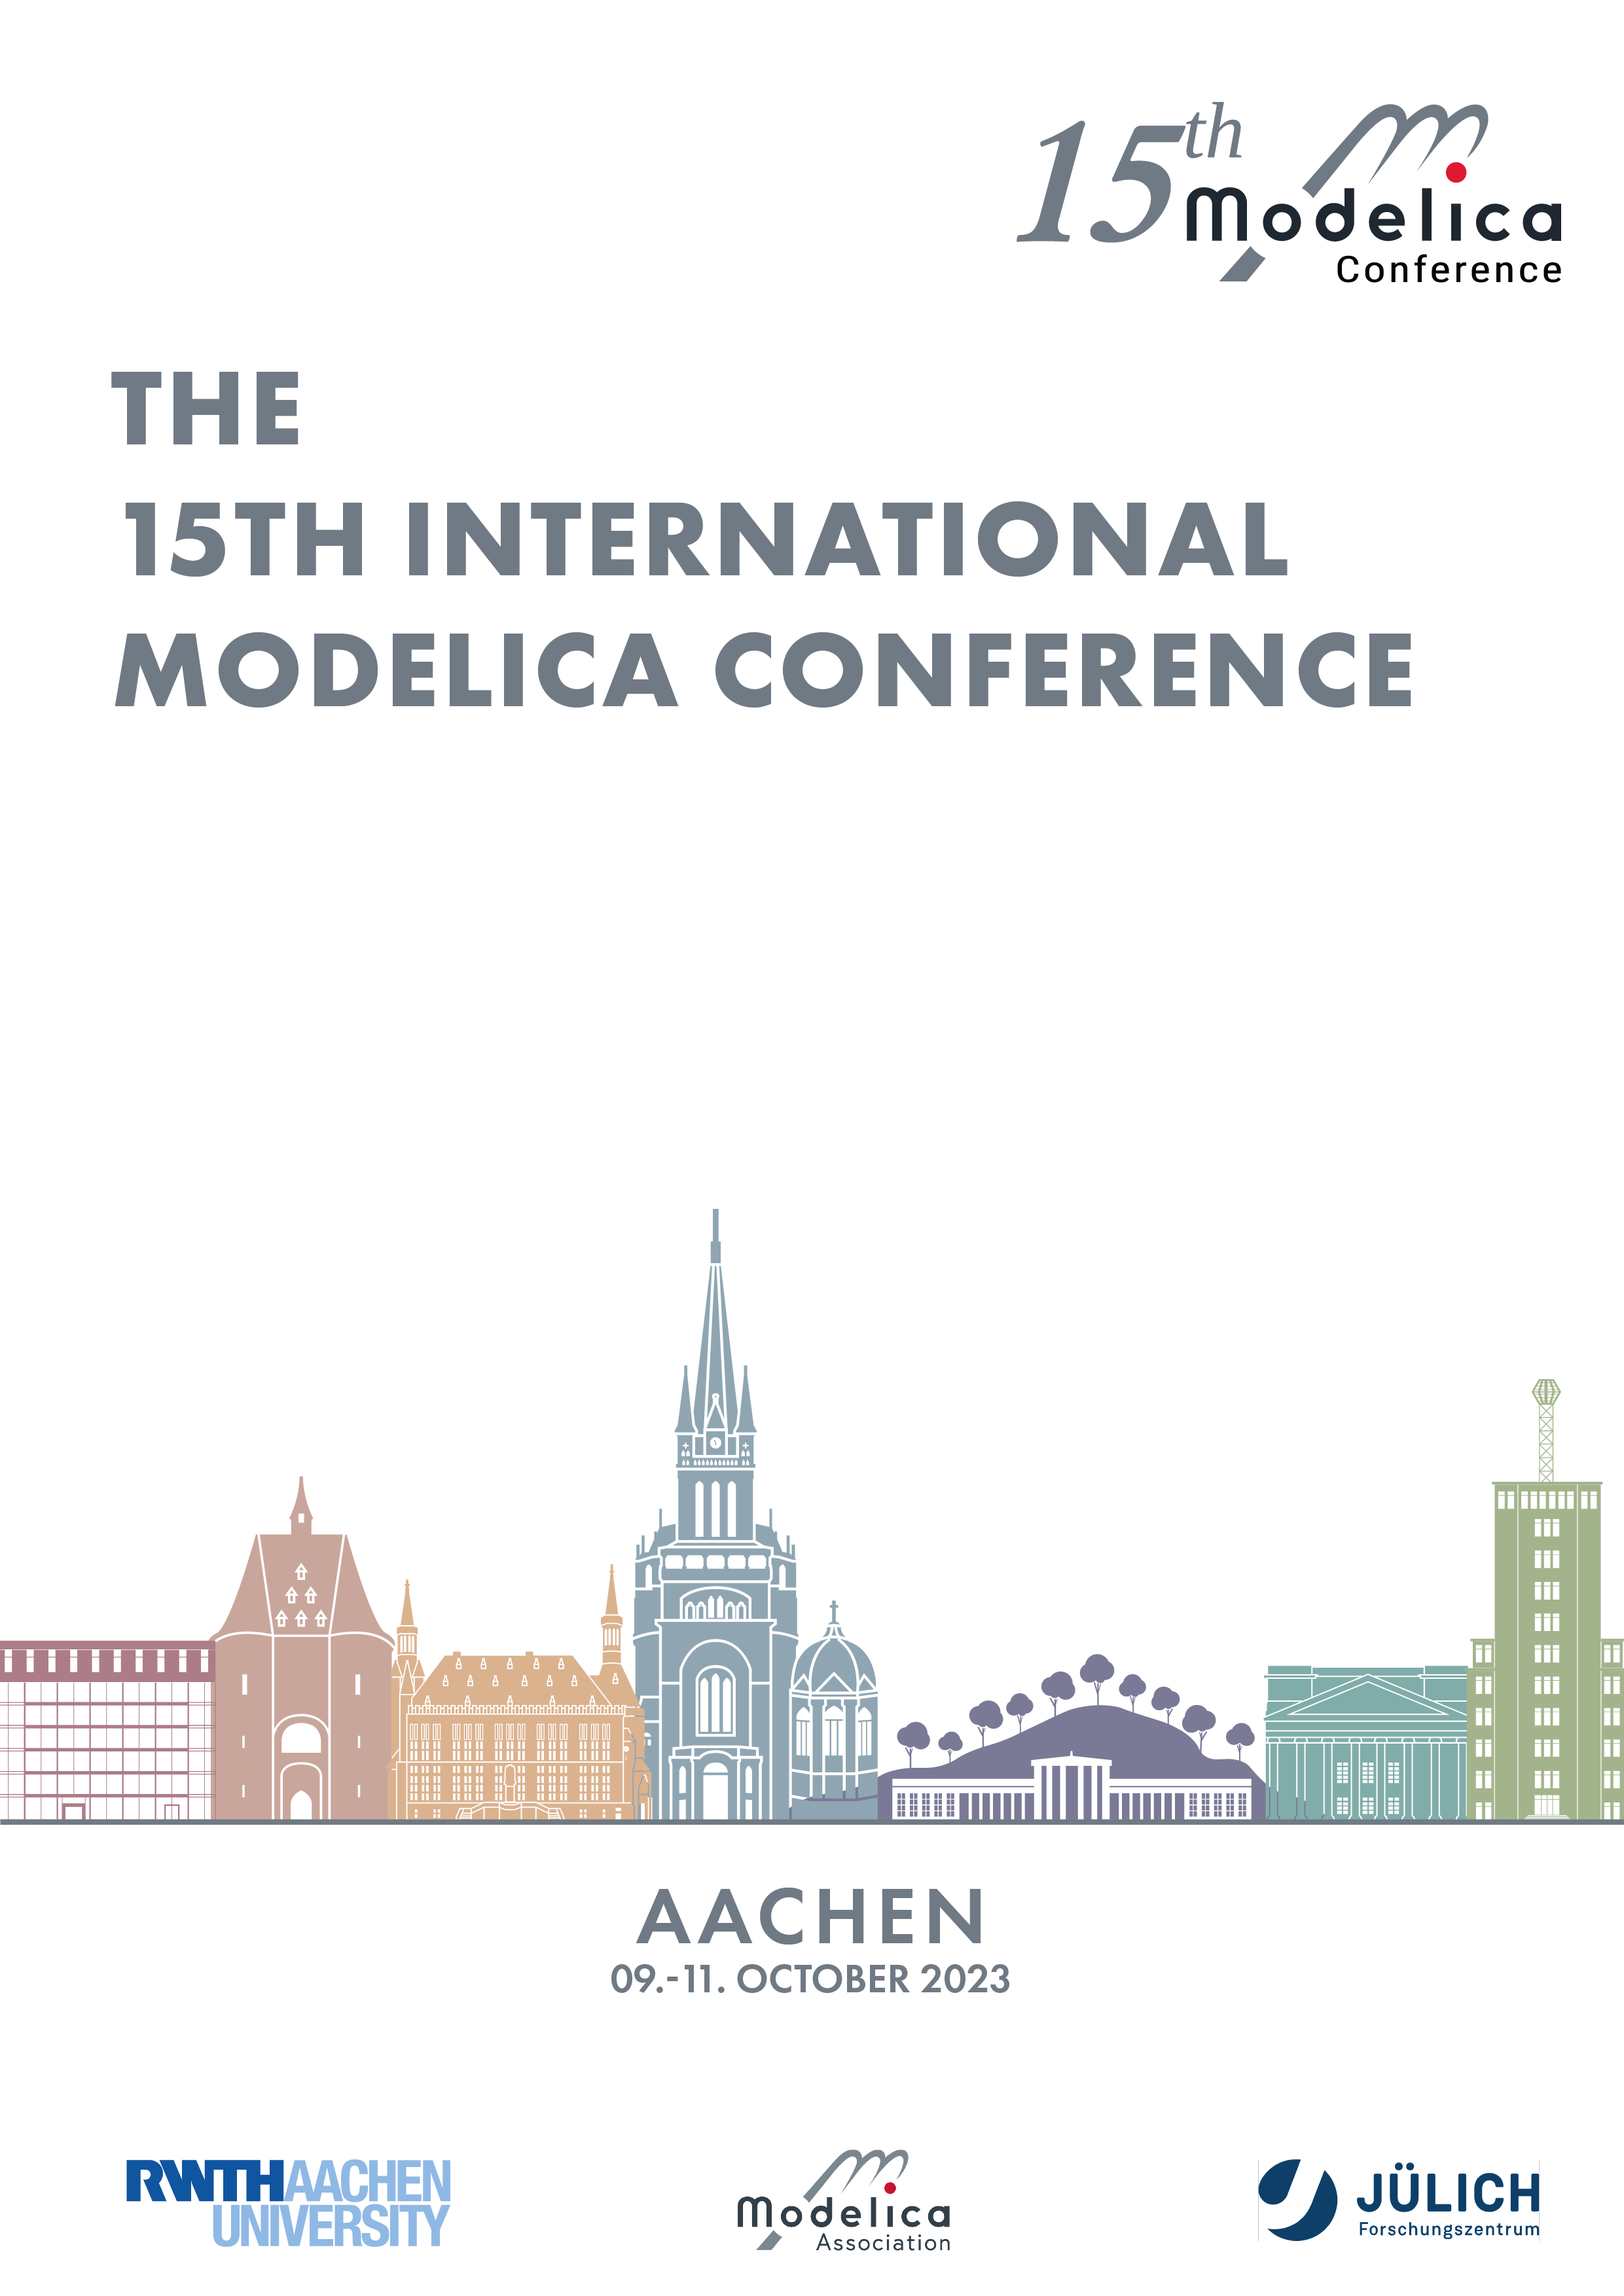 15th
Modelica
Conference
THE
15TH INTERNATIONAL
MODELICA CONFERENCE
AACHEN
09.-11. OCTOBER 2023
RWTHAACHEN
UNIVERSITY
Modelica
Association
JÜLICH
Forschungszentrum